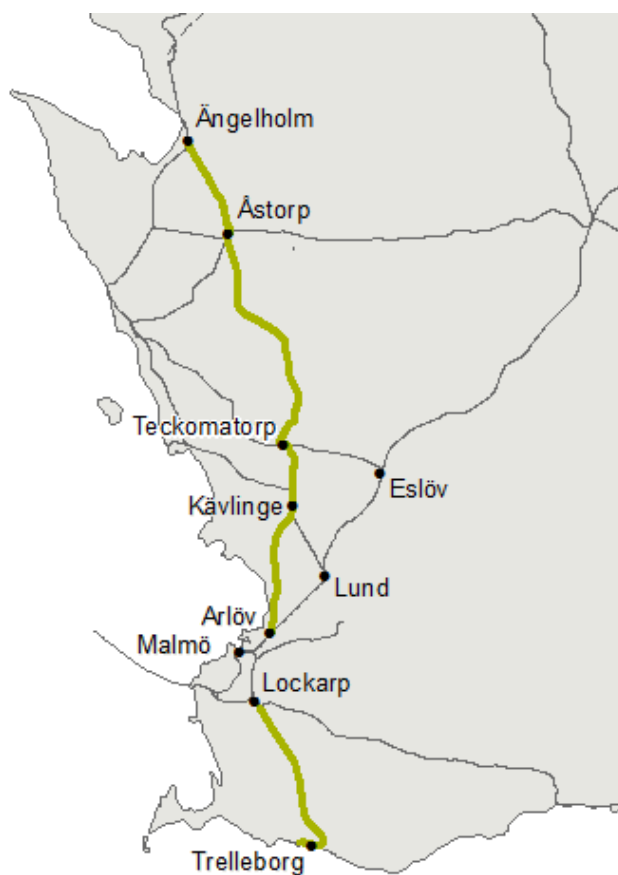 Ängelholm
Åstorp
Teckomatorp
Eslöv
Kävlinge
Lund
Arlöv
Malmö
Lockarp
Trelleborg